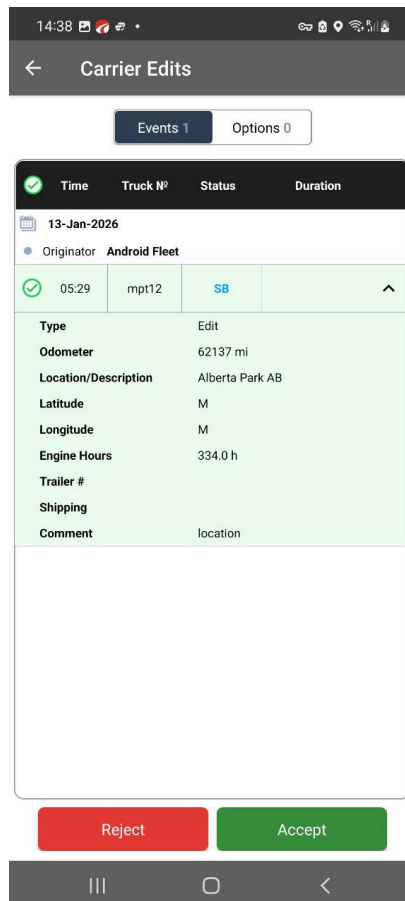 14:38
Carrier Edits
Events 1 Options 0
Time Truck Nº Status Duration
13-Jan-2026
Originator Android Fleet
05:29 mpt12 SB
Type Edit
Odometer 62137 mi
Location/Description Alberta Park AB
Latitude M
Longitude M
Engine Hours 334.0 h
Trailer #
Shipping
Comment location
Reject Accept